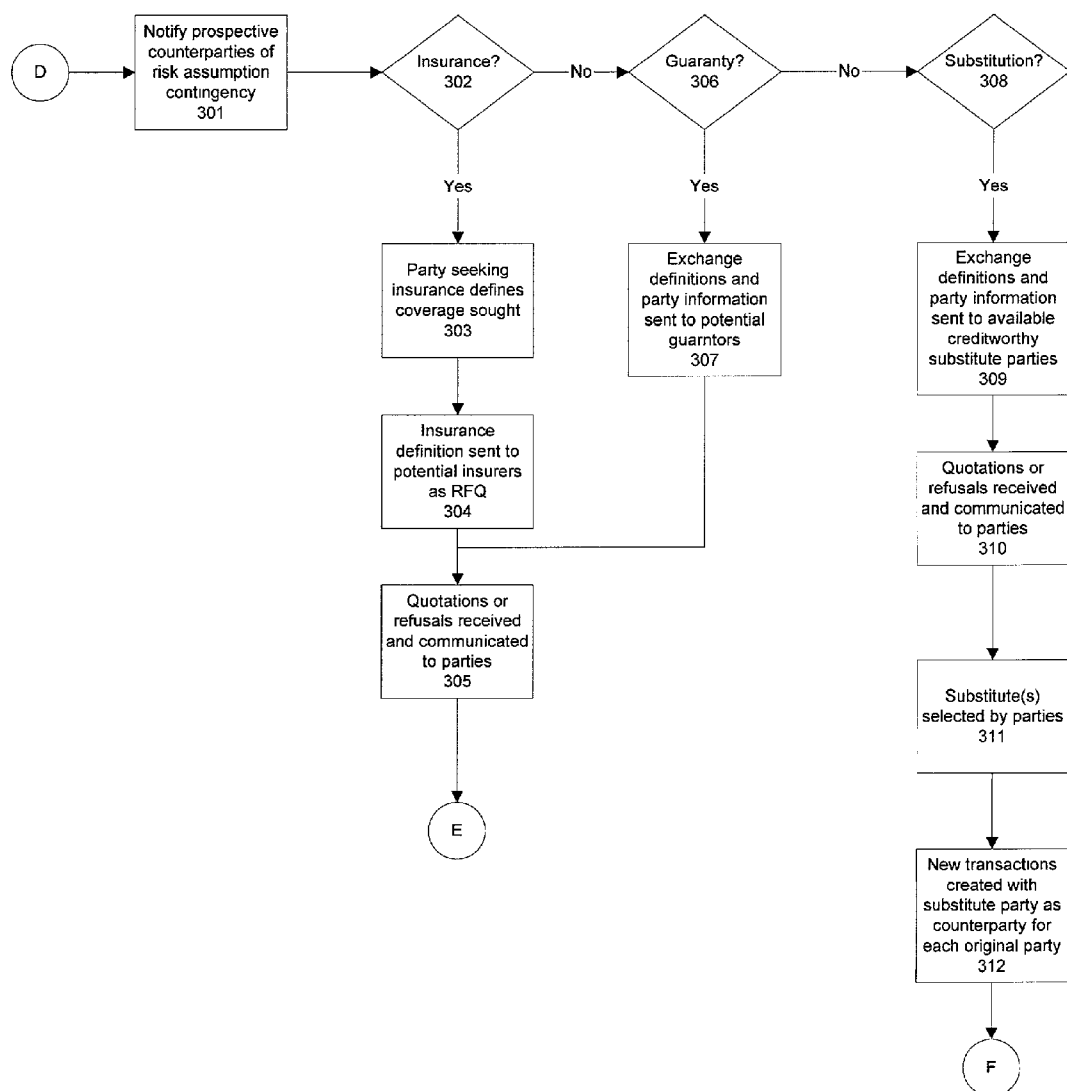 D
Notify prospective
counterparties of
risk assumption
contingency
301
Insurance?
302
No
Guaranty?
306
No
Substitution?
308
Yes
Yes
Yes
Party seeking
insurance defines
coverage sought
303
Exchange
definitions and
party information
sent to potential
guarntors
307
Exchange
definitions and
party information
sent to available
creditworthy
substitute parties
309
Insurance
definition sent to
potential insurers
as RFQ
304
Quotations or
refusals received
and communicated
to parties
310
Quotations or
refusals received
and communicated
to parties
305
Substitute(s)
selected by parties
311
E
New transactions
created with
substitute party as
counterparty for
each original party
312
F